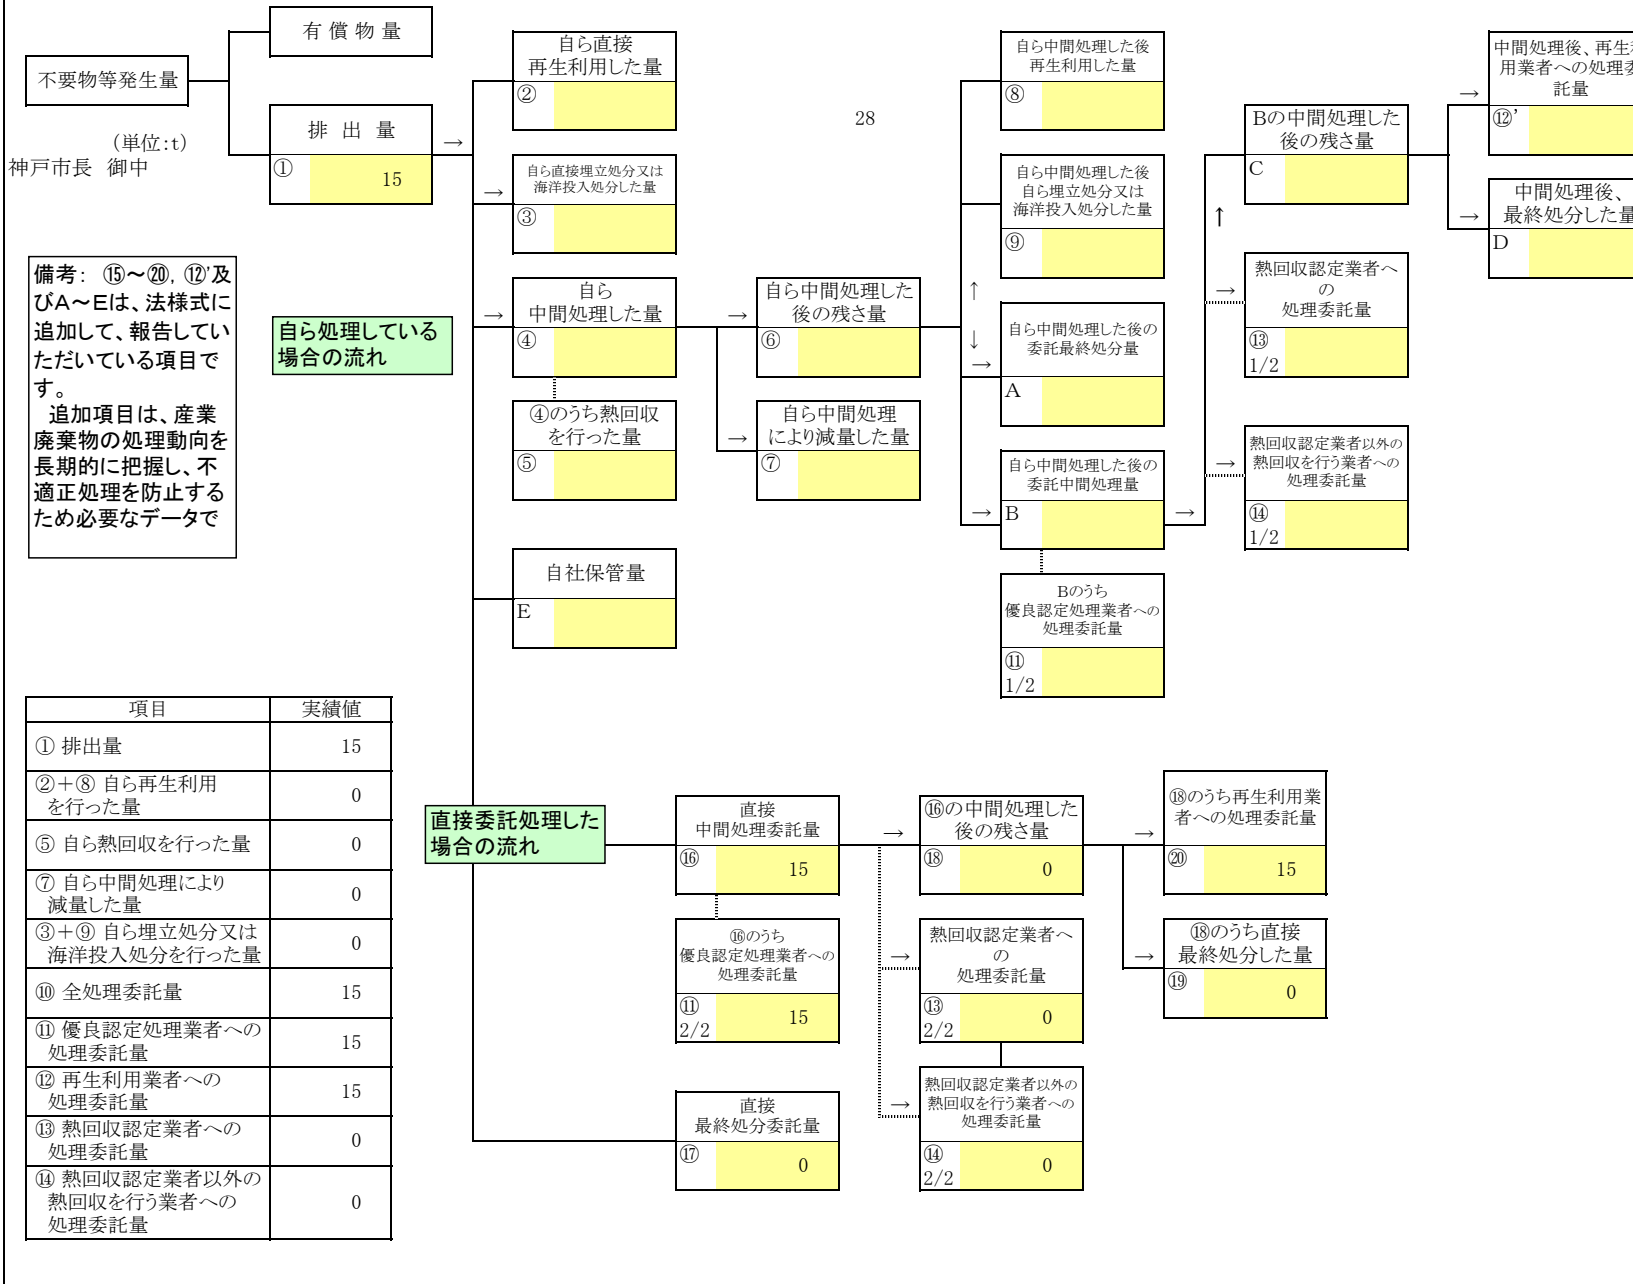 有 償 物 量
不要物等発生量
排 出 量
(単位:t)
神戸市長 御中
①
15
→
自ら直接
再生利用した量
②
自ら直接埋立処分又は
海洋投入処分した量
→
③
28
自ら中間処理した後
再生利用した量
⑧
自ら中間処理した後
自ら埋立処分又は
海洋投入処分した量
⑨
Bの中間処理した
後の残さ量
C
↑
中間処理後、再生
用業者への処理委
託量
→
⑫'
中間処理後、
最終処分した量
→
D
備考: ⑮～⑳, ⑫'及
びA～Eは、法様式に
追加して、報告してい
ただいている項目で
す。
追加項目は、産業
廃棄物の処理動向を
長期的に把握し、不
適正処理を防止する
ため必要なデータで
自ら処理している
場合の流れ
自ら
中間処理した量
→
④
④のうち熱回収
を行った量
⑤
自ら中間処理した
後の残さ量
→
⑥
自ら中間処理
により減量した量
→
⑦
↑
↓
→
自ら中間処理した後の
委託最終処分量
A
自ら中間処理した後の
委託中間処理量
→
B
→
Bのうち
優良認定処理業者への
処理委託量
⑪
1/2
熱回収認定業者へ
の
処理委託量
→
⑬
1/2
熱回収認定業者以外の
熱回収を行う業者への
処理委託量
→
⑭
1/2
自社保管量
E
項目 実績値
① 排出量 15
②＋⑧ 自ら再生利用
を行った量 0
⑤ 自ら熱回収を行った量 0
⑦ 自ら中間処理により
減量した量 0
③＋⑨ 自ら埋立処分又は
海洋投入処分を行った量 0
⑩ 全処理委託量 15
⑪ 優良認定処理業者への
処理委託量 15
⑫ 再生利用業者への
処理委託量 15
⑬ 熱回収認定業者への
処理委託量 0
⑭ 熱回収認定業者以外の
熱回収を行う業者への
処理委託量 0
直接委託処理した
場合の流れ
直接
中間処理委託量
⑯
15
→
⑯のうち
優良認定処理業者への
処理委託量
⑪
2/2
15
直接
最終処分委託量
⑰
0
⑯の中間処理した
後の残さ量
⑱
0
→
熱回収認定業者へ
の
処理委託量
→
⑬
2/2
0
熱回収認定業者以外の
熱回収を行う業者への
処理委託量
→
⑭
2/2
0
⑱のうち再生利用業
者への処理委託量
⑳
15
⑱のうち直接
最終処分した量
→
⑲
0